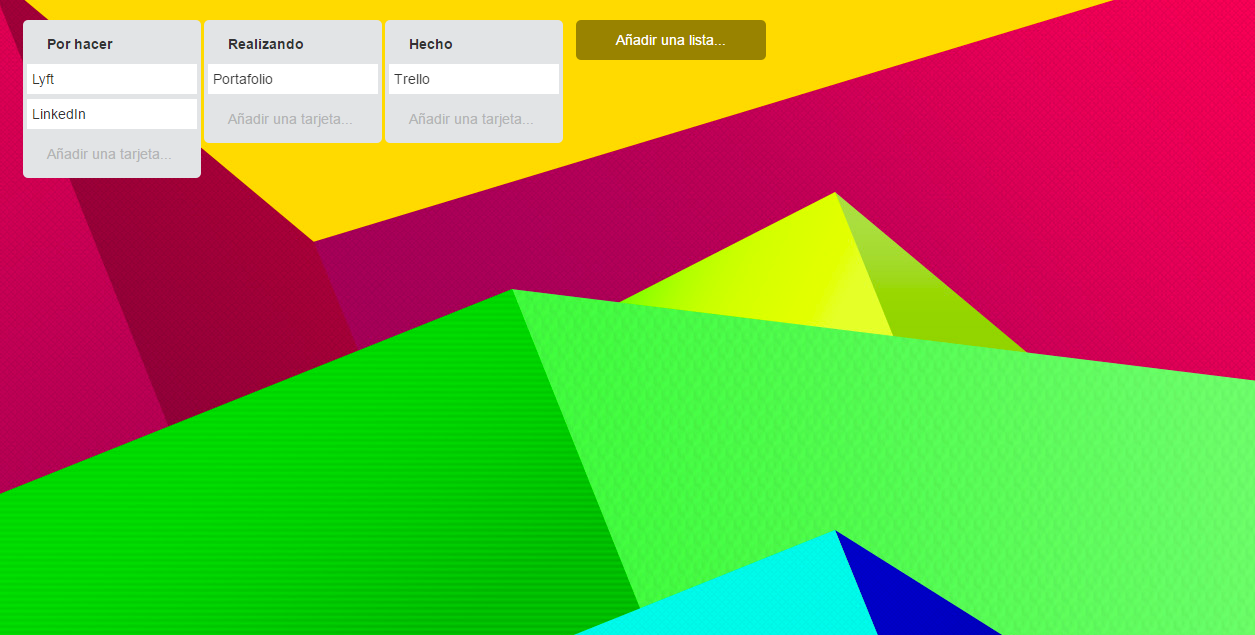 Por hacer
Lyft
LinkedIn
Añadir una tarjeta...
Realizando
Portafolio
Añadir una tarjeta...
Hecho
Trello
Añadir una tarjeta...
Añadir una lista...